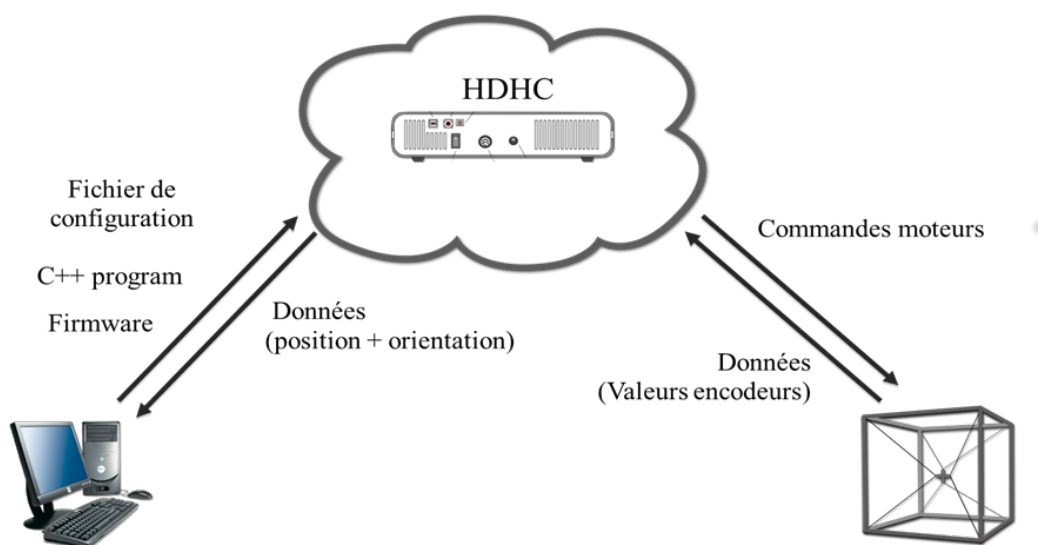 HDHC
Fichier de
configuration
C++ program
Firmware
Données
(position + orientation)
Commandes moteurs
Données
(Valeurs encodeurs)